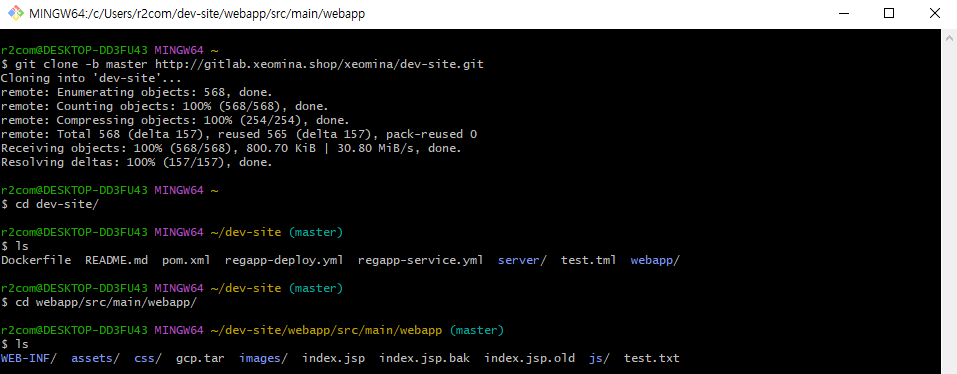 MINGW64:/c/Users/r2com/dev-site/webapp/src/main/webapp
r2com@DESKTOP-DD3FU43 MINGW64 ~
$ git clone -b master http://gitlab.xeomina.shop/xeomina/dev-site.git
Cloning into 'dev-site'...
remote: Enumerating objects: 568, done.
remote: Counting objects: 100% (568/568), done.
remote: Compressing objects: 100% (254/254), done.
remote: Total 568 (delta 157), reused 565 (delta 157), pack-reused 0
Receiving objects: 100% (568/568), 800.70 KiB | 30.80 MiB/s, done.
Resolving deltas: 100% (157/157), done.
r2com@DESKTOP-DD3FU43 MINGW64 ~
$ cd dev-site/
r2com@DESKTOP-DD3FU43 MINGW64 ~/dev-site (master)
$ ls
Dockerfile  README.md  pom.xml  regapp-deploy.yml  regapp-service.yml  server/  test.tml  webapp/
r2com@DESKTOP-DD3FU43 MINGW64 ~/dev-site (master)
$ cd webapp/src/main/webapp/
r2com@DESKTOP-DD3FU43 MINGW64 ~/dev-site/webapp/src/main/webapp (master)
$ ls
WEB-INF/  assets/  css/  gcp.tar  images/  index.jsp  index.jsp.bak  index.jsp.old  js/  test.txt